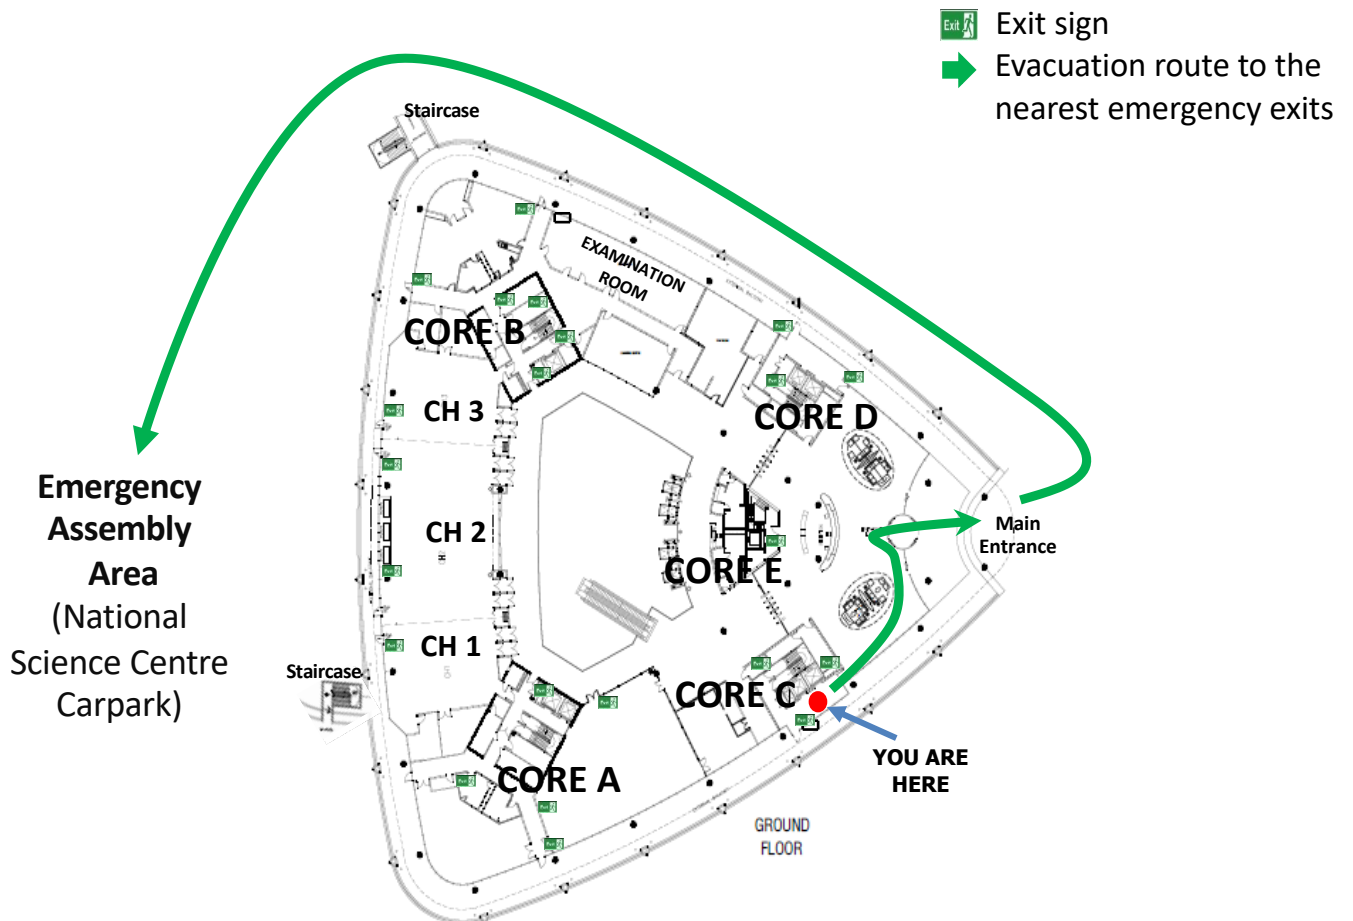 Exit sign
Evacuation route to the
nearest emergency exits
Staircase
EXAMINATION
ROOM
CORE B
CH 3
CORE D
Emergency
Assembly
Area
(National
Science Centre
Carpark)
CH 2
Main
Entrance
CORE E
CH 1
Staircase
CORE C
YOU ARE
HERE
CORE A
GROUND
FLOOR